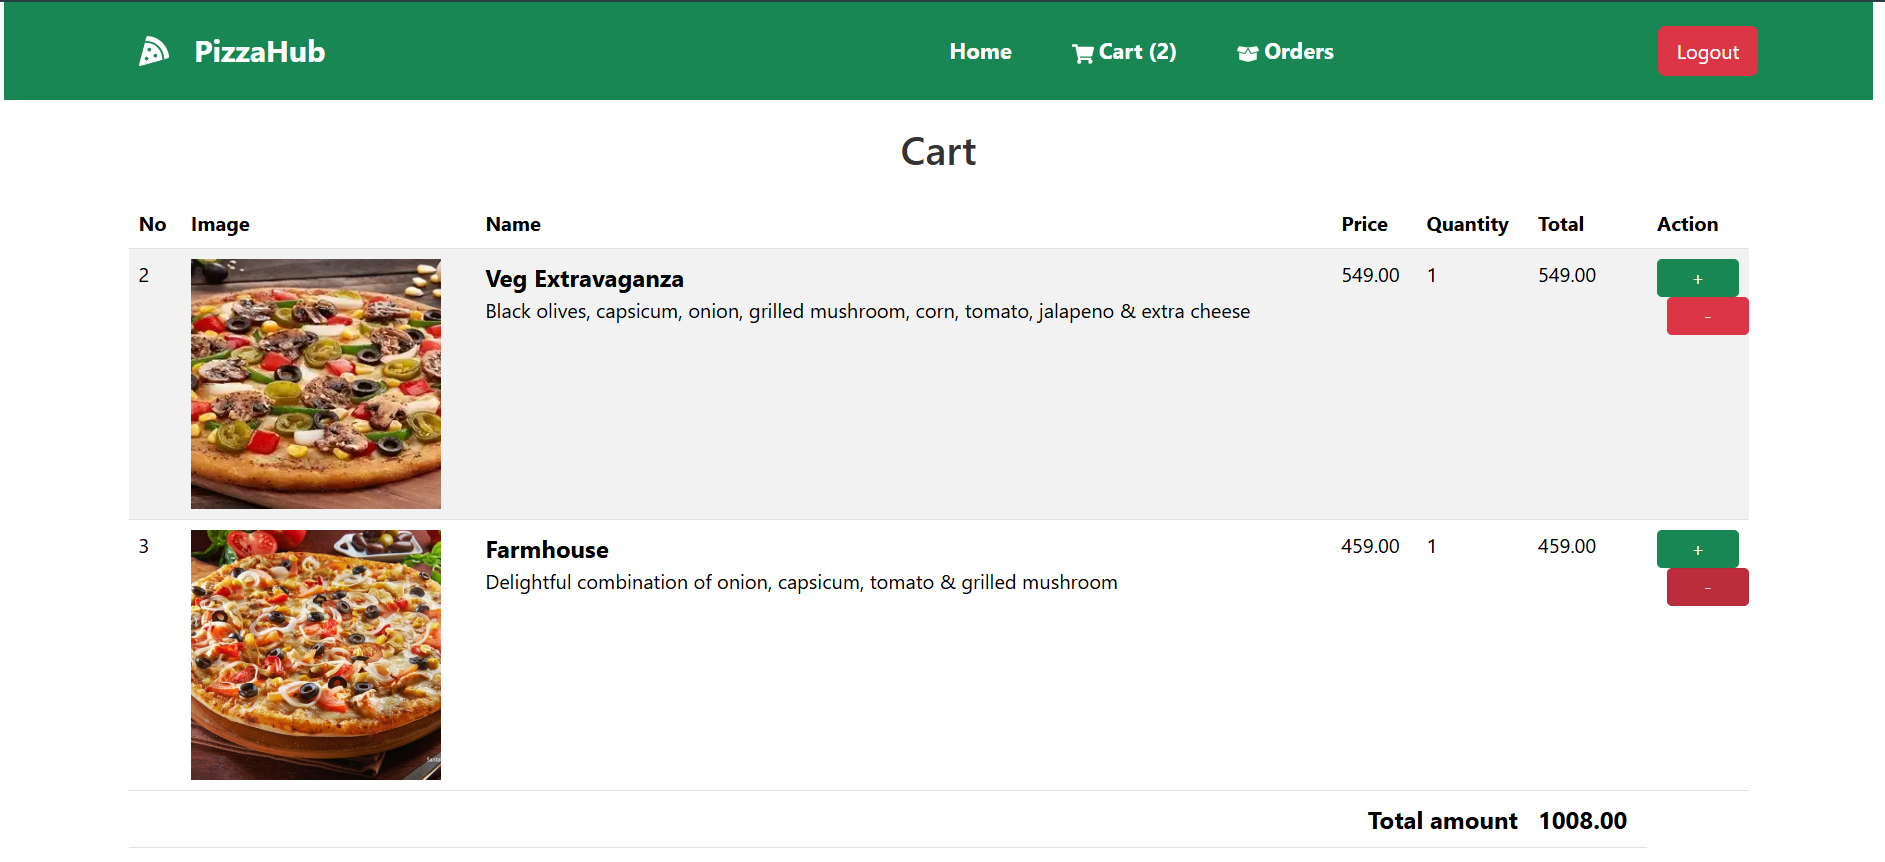 PizzaHub
Home
Cart (2)
Orders
Logout
Cart
No Image Name Price Quantity Total Action
2 Veg Extravaganza 549.00 1 549.00 +
Black olives, capsicum, onion, grilled mushroom, corn, tomato, jalapeno & extra cheese -
3 Farmhouse 459.00 1 459.00 +
Delightful combination of onion, capsicum, tomato & grilled mushroom -
Total amount 1008.00